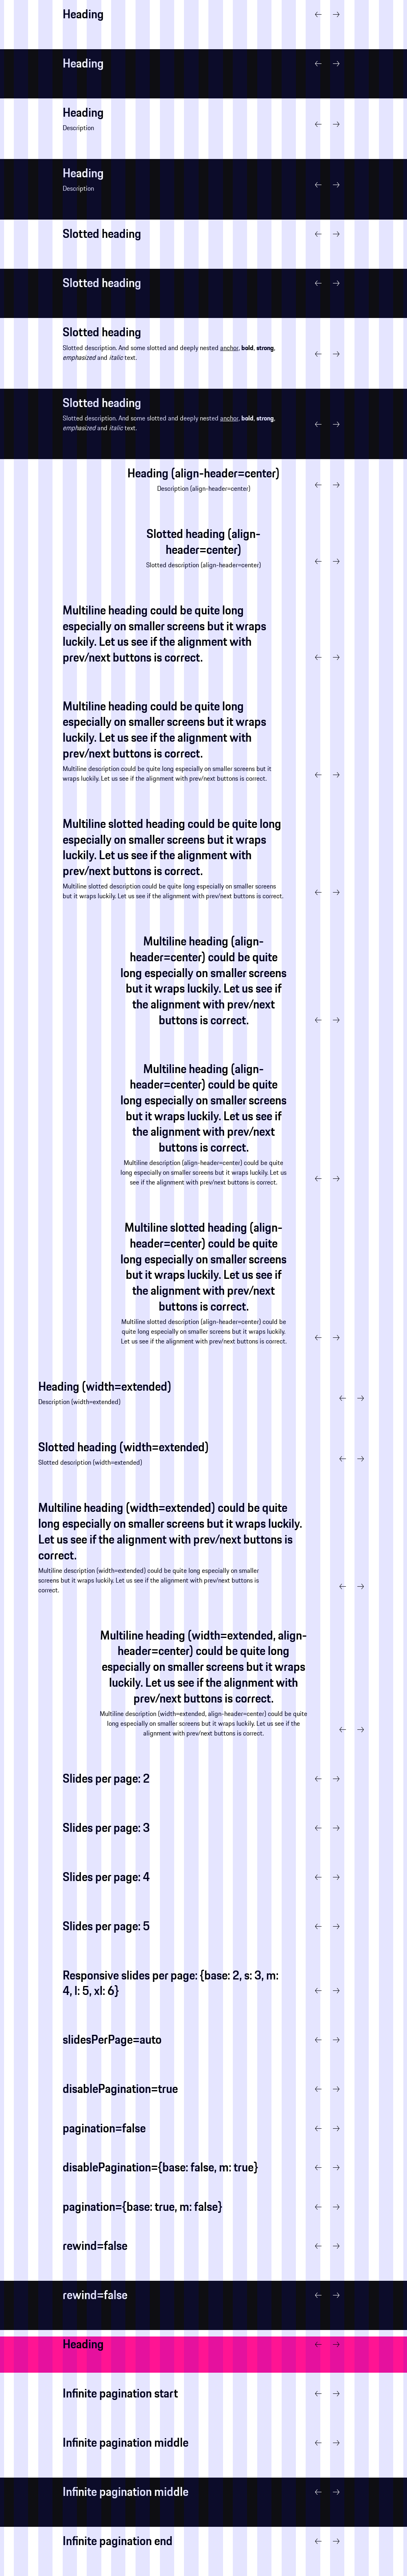 Heading
Heading
Heading
Description
Heading
Description
Slotted heading
Slotted heading
Slotted heading
Slotted description. And some slotted and deeply nested anchor, bold, strong,
emphasized and italic text.
Slotted heading
Slotted description. And some slotted and deeply nested anchor, bold, strong,
emphasized and italic text.
Heading (align-header=center)
Description (align-header=center)
Slotted heading (align-
header=center)
Slotted description (align-header=center)
Multiline heading could be quite long
especially on smaller screens but it wraps
luckily. Let us see if the alignment with
prev/next buttons is correct.
Multiline heading could be quite long
especially on smaller screens but it wraps
luckily. Let us see if the alignment with
prev/next buttons is correct.
Multiline description could be quite long especially on smaller screens but it
wraps luckily. Let us see if the alignment with prev/next buttons is correct.
Multiline slotted heading could be quite long
especially on smaller screens but it wraps
luckily. Let us see if the alignment with
prev/next buttons is correct.
Multiline slotted description could be quite long especially on smaller screens
but it wraps luckily. Let us see if the alignment with prev/next buttons is correct.
Multiline heading (align-
header=center) could be quite
long especially on smaller screens
but it wraps luckily. Let us see if
the alignment with prev/next
buttons is correct.
Multiline heading (align-
header=center) could be quite
long especially on smaller screens
but it wraps luckily. Let us see if
the alignment with prev/next
buttons is correct.
Multiline description (align-header=center) could be quite
long especially on smaller screens but it wraps luckily. Let us
see if the alignment with prev/next buttons is correct.
Multiline slotted heading (align-
header=center) could be quite
long especially on smaller screens
but it wraps luckily. Let us see if
the alignment with prev/next
buttons is correct.
Multiline slotted description (align-header=center) could be
quite long especially on smaller screens but it wraps luckily.
Let us see if the alignment with prev/next buttons is correct.
Heading (width=extended)
Description (width=extended)
Slotted heading (width=extended)
Slotted description (width=extended)
Multiline heading (width=extended) could be quite
long especially on smaller screens but it wraps luckily.
Let us see if the alignment with prev/next buttons is
correct.
Multiline description (width=extended) could be quite long especially on smaller
screens but it wraps luckily. Let us see if the alignment with prev/next buttons is
correct.
Multiline heading (width=extended, align-
header=center) could be quite long
especially on smaller screens but it wraps
luckily. Let us see if the alignment with
prev/next buttons is correct.
Multiline description (width=extended, align-header=center) could be quite
long especially on smaller screens but it wraps luckily. Let us see if the
alignment with prev/next buttons is correct.
Slides per page: 2
Slides per page: 3
Slides per page: 4
Slides per page: 5
Responsive slides per page: {base: 2, s: 3, m:
4, l: 5, xl: 6}
slidesPerPage=auto
disablePagination=true
pagination=false
disablePagination={base: false, m: true}
pagination={base: true, m: false}
rewind=false
rewind=false
Heading
Infinite pagination start
Infinite pagination middle
Infinite pagination middle
Infinite pagination end